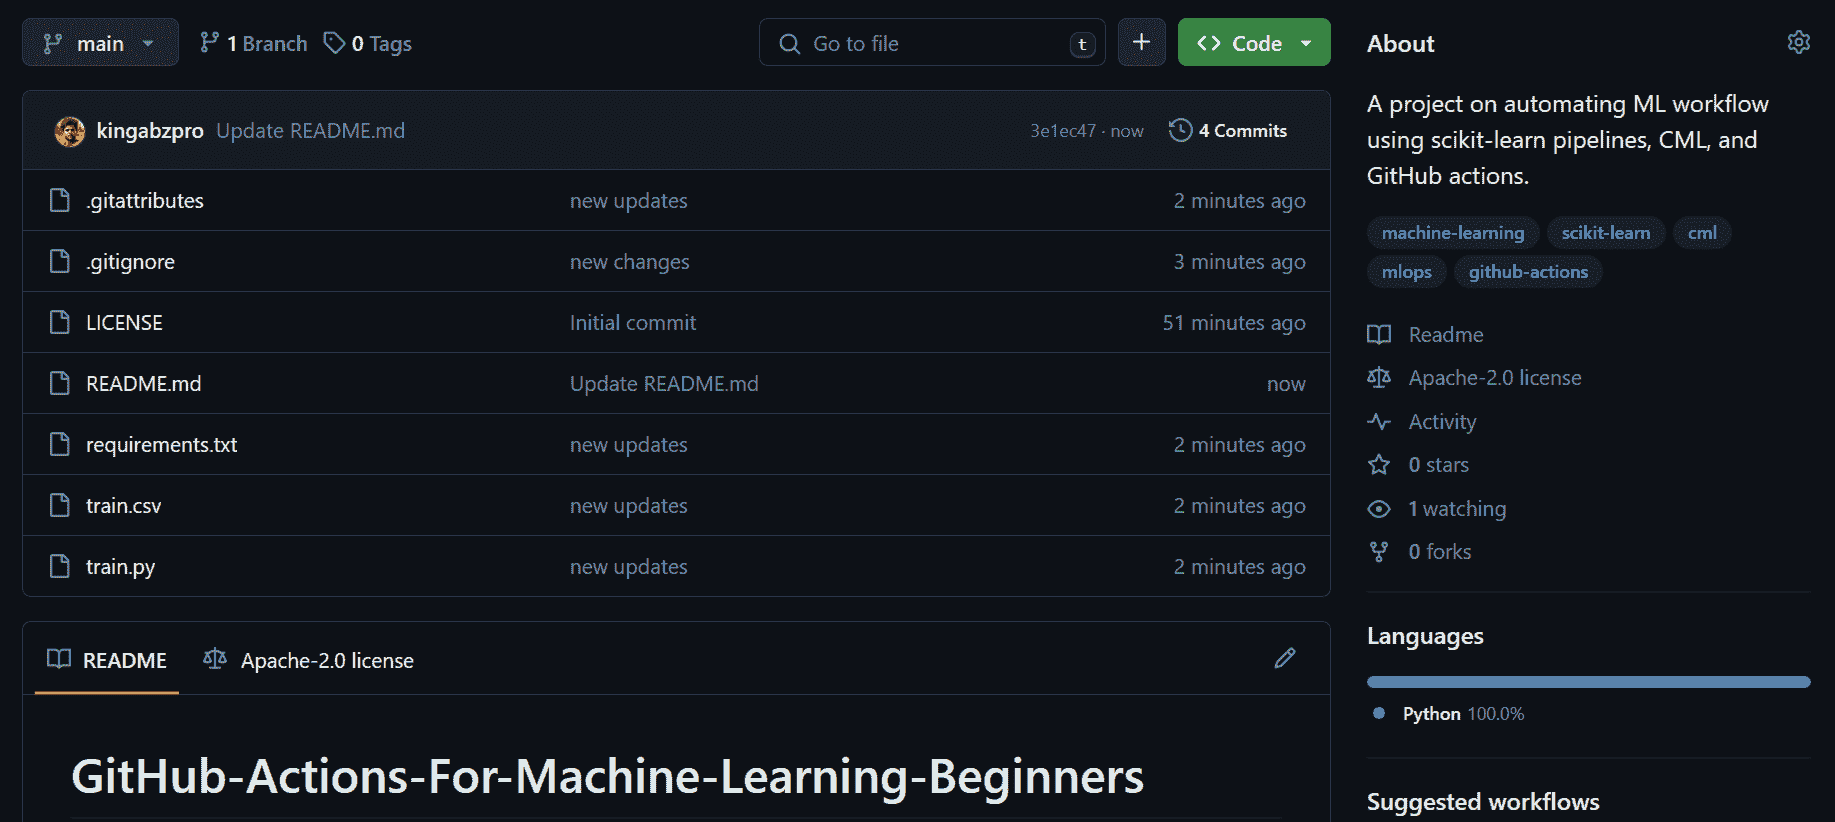 main 1 Branch 0 Tags Go to file t + Code
kingabzpro Update README.md 3e1ec47 · now 4 Commits
.gitattributes new updates 2 minutes ago
.gitignore new changes 3 minutes ago
LICENSE Initial commit 51 minutes ago
README.md Update README.md now
requirements.txt new updates 2 minutes ago
train.csv new updates 2 minutes ago
train.py new updates 2 minutes ago
README Apache-2.0 license
GitHub-Actions-For-Machine-Learning-Beginners
About
A project on automating ML workflow
using scikit-learn pipelines, CML, and
GitHub actions.
machine-learning scikit-learn cml
mlops github-actions
Readme
Apache-2.0 license
Activity
0 stars
1 watching
0 forks
Languages
Python 100.0%
Suggested workflows